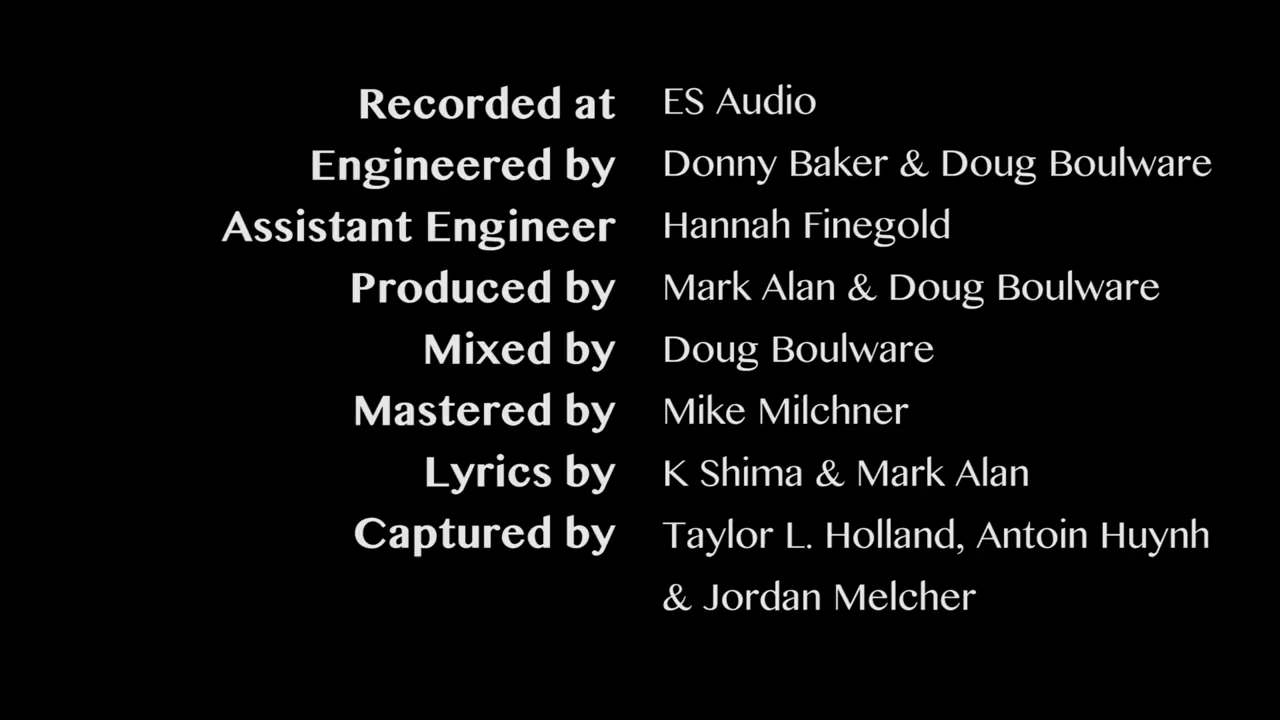 Recorded at ES Audio
Engineered by Donny Baker & Doug Boulware
Assistant Engineer Hannah Finegold
Produced by Mark Alan & Doug Boulware
Mixed by Doug Boulware
Mastered by Mike Milchner
Lyrics by K Shima & Mark Alan
Captured by Taylor L. Holland, Antoin Huynh
& Jordan Melcher